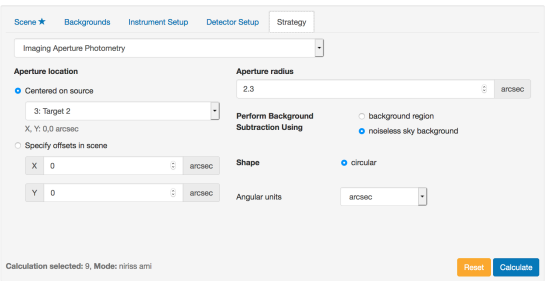 Scene ★ Backgrounds Instrument Setup Detector Setup Strategy
Imaging Aperture Photometry
Aperture location
Centered on source
3: Target 2
X, Y: 0,0 arcsec
Specify offsets in scene
X 0 arcsec
Y 0 arcsec
Aperture radius
2.3 arcsec
Perform Background
Subtraction Using
background region
noiseless sky background
Shape
circular
Angular units
arcsec
Calculation selected: 9, Mode: niriss ami
Reset Calculate